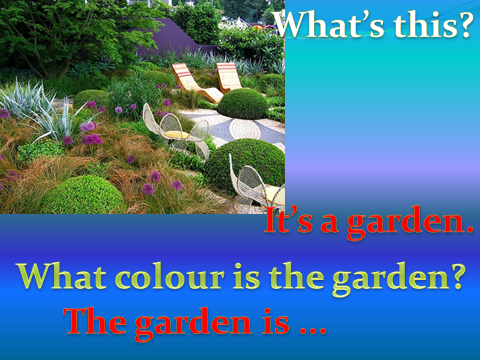 What’s this?
It’s a garden.
What colour is the garden?
The garden is ...